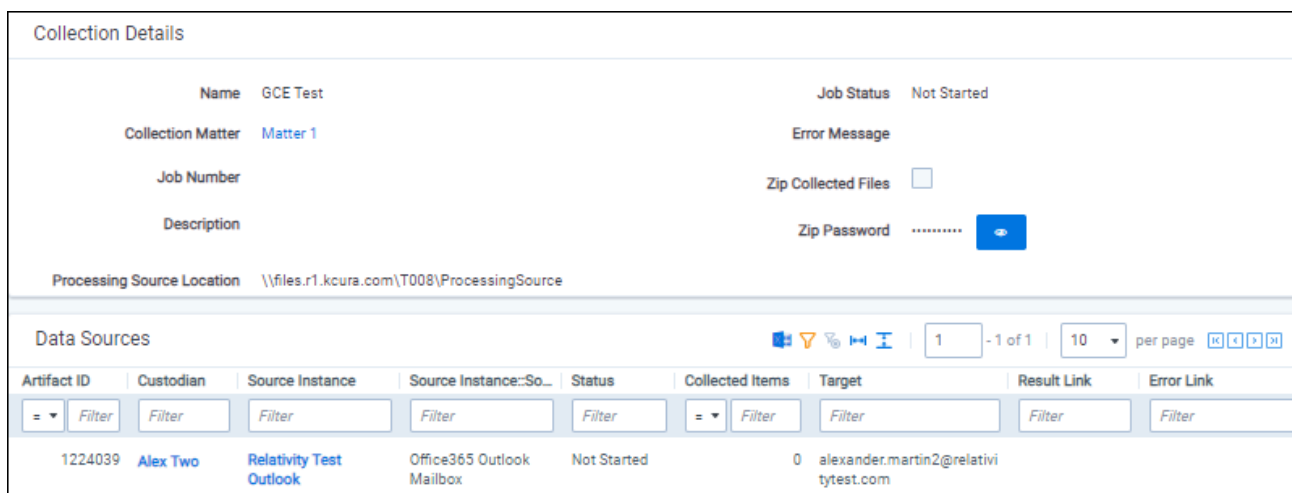 Collection Details
Name GCE Test Job Status Not Started
Collection Matter Matter 1 Error Message
Job Number Zip Collected Files
Description Zip Password ··········
Processing Source Location \\files.r1.kcura.com\T008\ProcessingSource
Data Sources 1 - 1 of 1 10 per page
Artifact ID Custodian Source Instance Source Instance::So... Status Collected Items Target Result Link Error Link
= Filter Filter Filter Filter Filter = Filter Filter Filter Filter
1224039 Alex Two Relativity Test Office365 Outlook Not Started 0 alexander.martin2@relativi
Outlook Mailbox tytest.com